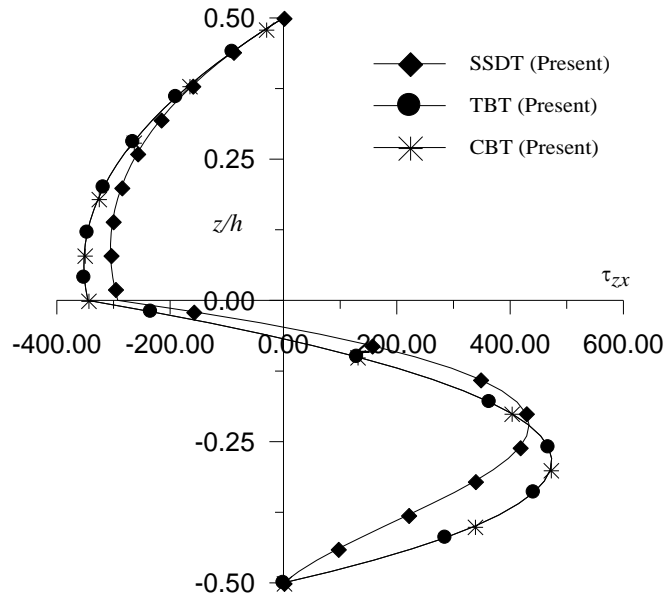 0.50
SSDT (Present)
TBT (Present)
CBT (Present)
0.25
z/h
τzx
0.00
-400.00 -200.00 0.00 200.00 400.00 600.00
-0.25
-0.50